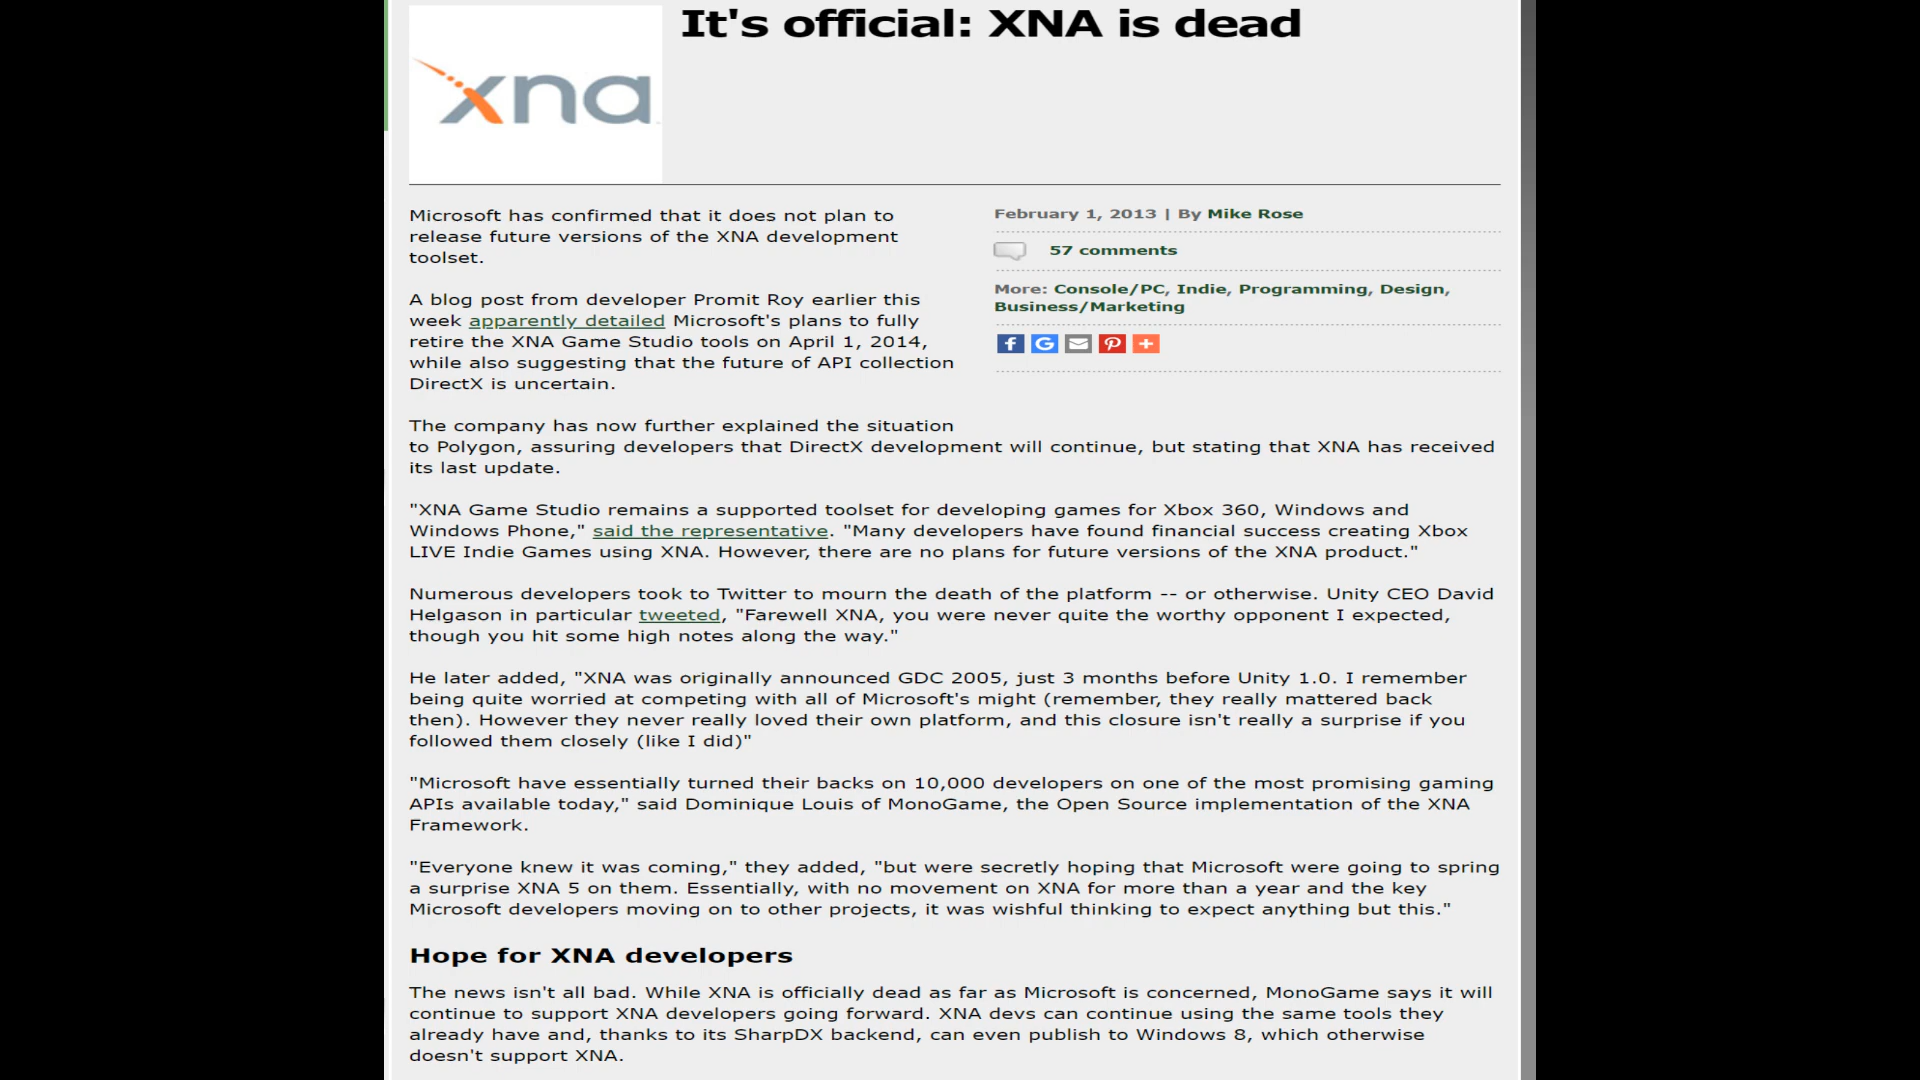 It's official: XNA is dead
xna
February 1, 2013 | By Mike Rose
57 comments
More: Console/PC, Indie, Programming, Design,
Business/Marketing
Microsoft has confirmed that it does not plan to
release future versions of the XNA development
toolset.
A blog post from developer Promit Roy earlier this
week apparently detailed Microsoft's plans to fully
retire the XNA Game Studio tools on April 1, 2014,
while also suggesting that the future of API collection
DirectX is uncertain.
The company has now further explained the situation
to Polygon, assuring developers that DirectX development will continue, but stating that XNA has received
its last update.
"XNA Game Studio remains a supported toolset for developing games for Xbox 360, Windows and
Windows Phone," said the representative. "Many developers have found financial success creating Xbox
LIVE Indie Games using XNA. However, there are no plans for future versions of the XNA product."
Numerous developers took to Twitter to mourn the death of the platform -- or otherwise. Unity CEO David
Helgason in particular tweeted, "Farewell XNA, you were never quite the worthy opponent I expected,
though you hit some high notes along the way."
He later added, "XNA was originally announced GDC 2005, just 3 months before Unity 1.0. I remember
being quite worried at competing with all of Microsoft's might (remember, they really mattered back
then). However they never really loved their own platform, and this closure isn't really a surprise if you
followed them closely (like I did)"
"Microsoft have essentially turned their backs on 10,000 developers on one of the most promising gaming
APIs available today," said Dominique Louis of MonoGame, the Open Source implementation of the XNA
Framework.
"Everyone knew it was coming," they added, "but were secretly hoping that Microsoft were going to spring
a surprise XNA 5 on them. Essentially, with no movement on XNA for more than a year and the key
Microsoft developers moving on to other projects, it was wishful thinking to expect anything but this."
Hope for XNA developers
The news isn't all bad. While XNA is officially dead as far as Microsoft is concerned, MonoGame says it will
continue to support XNA developers going forward. XNA devs can continue using the same tools they
already have and, thanks to its SharpDX backend, can even publish to Windows 8, which otherwise
doesn't support XNA.